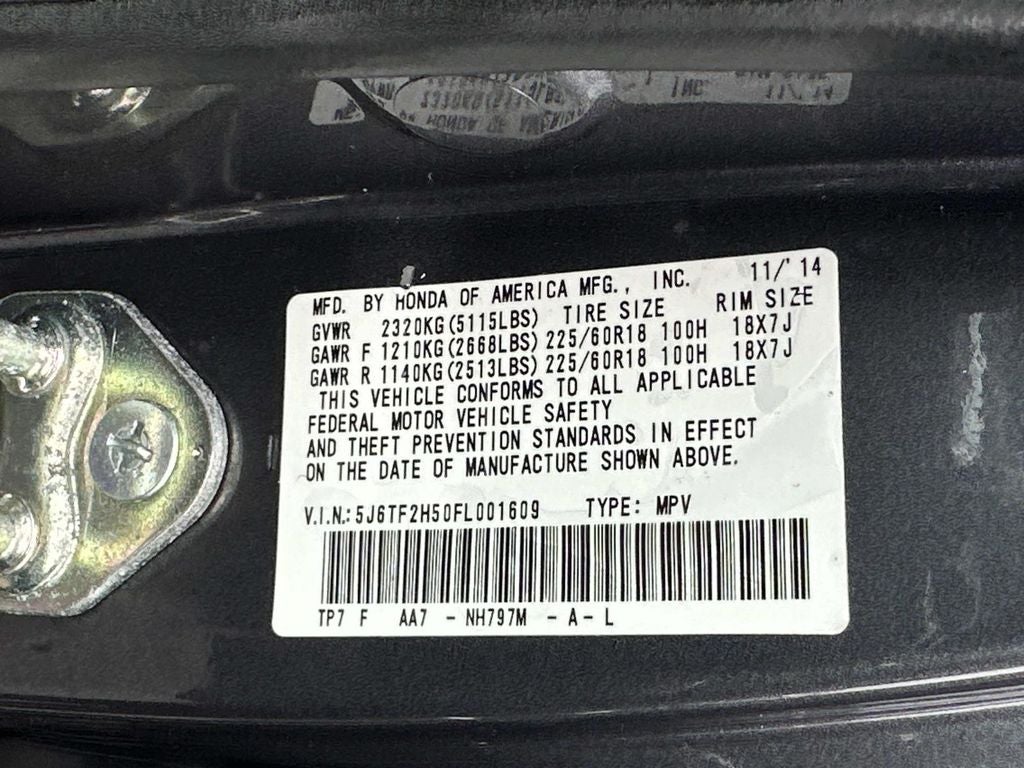 MFD. BY HONDA OF AMERICA MFG., INC. 11/'14
GVWR 2320KG(5115LBS) TIRE SIZE RIM SIZE
GAWR F 1210KG(2668LBS) 225/60R18 100H 18X7J
GAWR R 1140KG(2513LBS) 225/60R18 100H 18X7J
THIS VEHICLE CONFORMS TO ALL APPLICABLE
FEDERAL MOTOR VEHICLE SAFETY
AND THEFT PREVENTION STANDARDS IN EFFECT
ON THE DATE OF MANUFACTURE SHOWN ABOVE.
V.I.N.: 5J6TF2H50FL001609 TYPE: MPV
TP7 F AA7 - NH797M - A - L